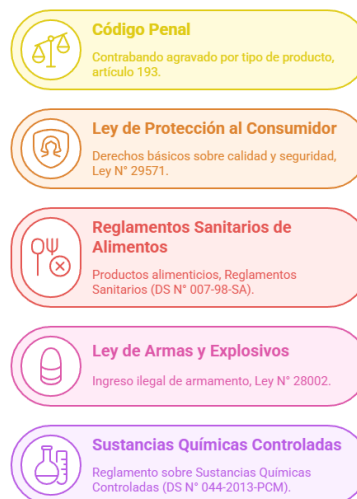 Código Penal
Contrabando agravado por tipo de producto,
artículo 193.
Ley de Protección al Consumidor
Derechos básicos sobre calidad y seguridad,
Ley N° 29571.
Reglamentos Sanitarios de
Alimentos
Productos alimenticios, Reglamentos
Sanitarios (DS N° 007-98-SA).
Ley de Armas y Explosivos
Ingreso ilegal de armamento, Ley N° 28002.
Sustancias Químicas Controladas
Reglamento sobre Sustancias Químicas
Controladas (DS N° 044-2013-PCM).